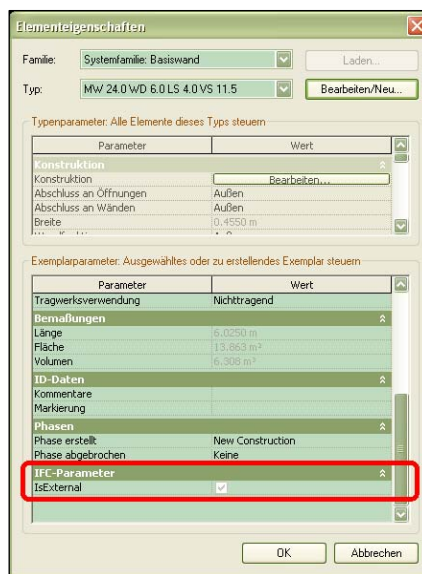 Elementeigenschaften
Familie: Systemfamilie: Basiswand Laden...
Typ: MW 24.0 WD 6.0 LS 4.0 VS 11.5 Bearbeiten/Neu...
Typenparameter: Alle Elemente dieses Typs steuern
Parameter Wert
Konstruktion
Konstruktion Bearbeiten...
Abschluss an Öffnungen Außen
Abschluss an Wänden Außen
Breite 0.4550 m
Exemplarparameter: Ausgewähltes oder zu erstellendes Exemplar steuern
Parameter Wert
Tragwerksverwendung Nichttragend
Bemaßungen
Länge 6.0250 m
Fläche 13.863 m²
Volumen 6.308 m³
ID-Daten
Kommentare
Markierung
Phasen
Phase erstellt New Construction
Phase abgebrochen Keine
IFC-Parameter
IsExternal
OK Abbrechen